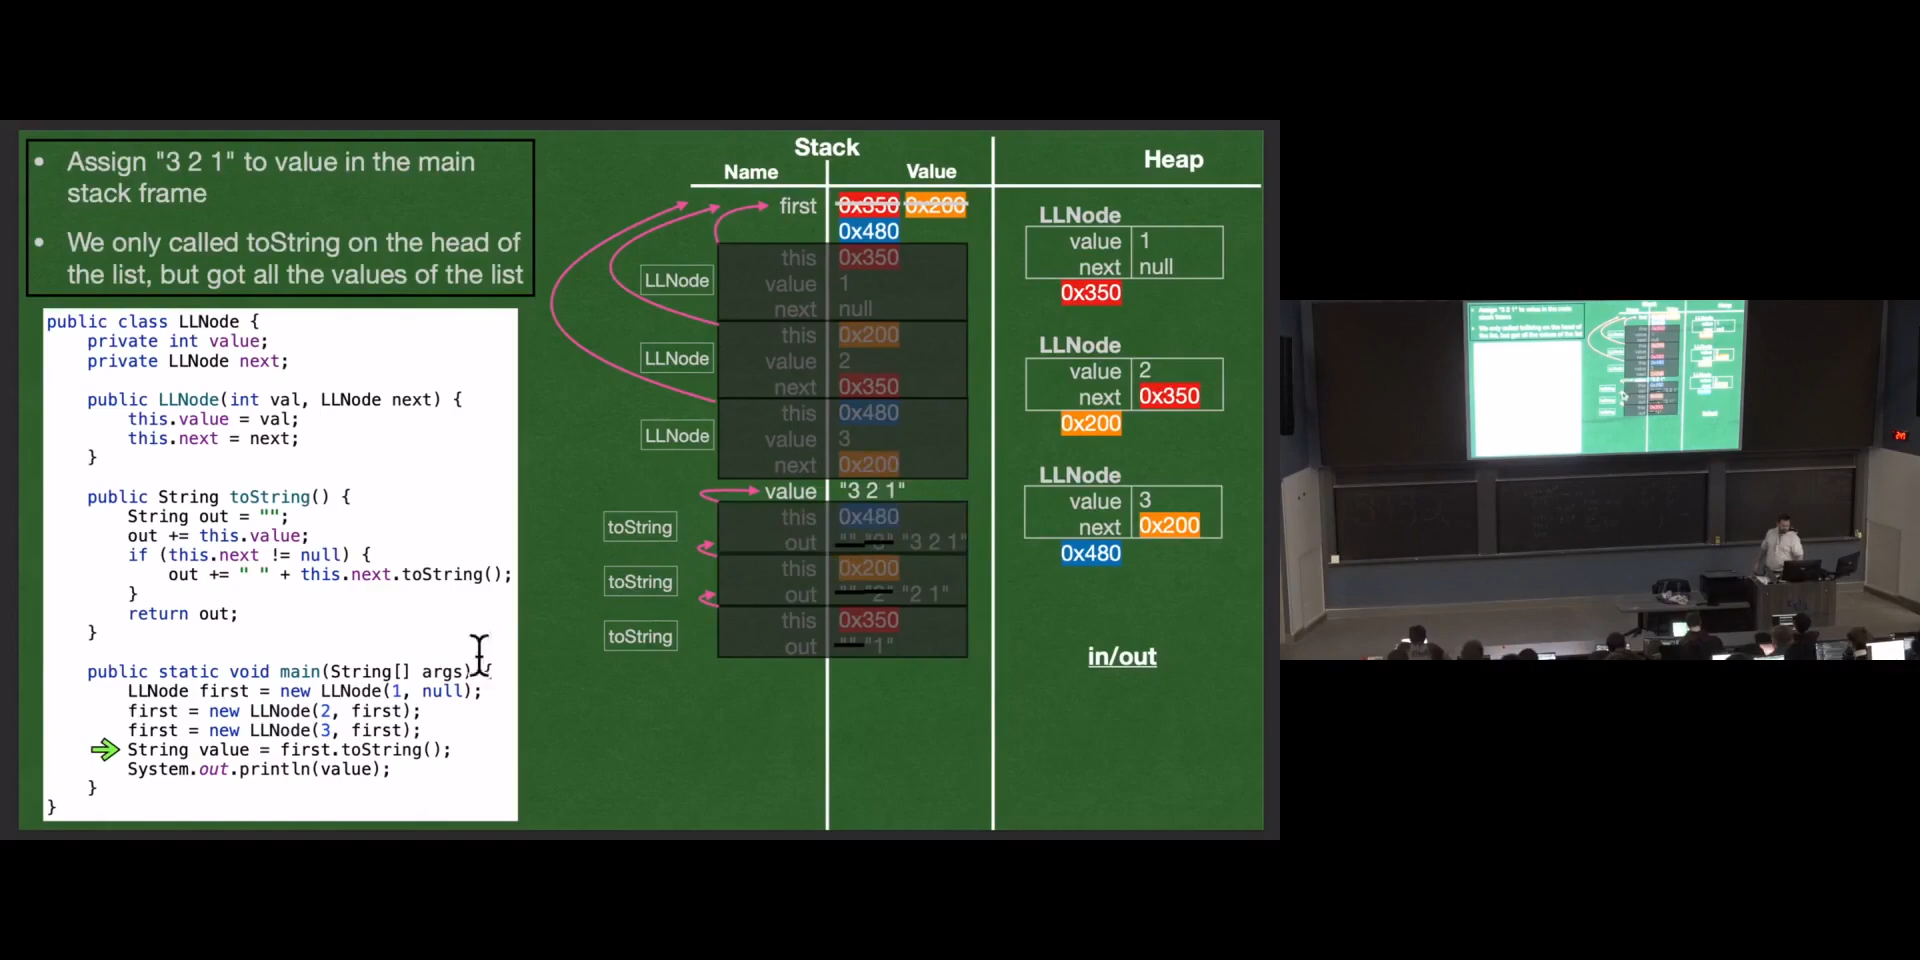 • Assign "3 2 1" to value in the main
stack frame
• We only called toString on the head of
the list, but got all the values of the list
public class LLNode {
private int value;
private LLNode next;
public LLNode(int val, LLNode next) {
this.value = val;
this.next = next;
}
public String toString() {
String out = "";
out += this.value;
if (this.next != null) {
out += " " + this.next.toString();
}
return out;
}
public static void main(String[] args) {
LLNode first = new LLNode(1, null);
first = new LLNode(2, first);
first = new LLNode(3, first);
String value = first.toString();
System.out.println(value);
}
}
Stack
Name Value
first 0x350 0x200
0x480
LLNode
this 0x350
value 1
next null
LLNode
this 0x200
value 2
next 0x350
LLNode
this 0x480
value 3
next 0x200
value "3 2 1"
toString
this 0x480
out "" "3" "3 2 1"
toString
this 0x200
out "" "2" "2 1"
toString
this 0x350
out "" "1"
Heap
LLNode
value 1
next null
0x350
LLNode
value 2
next 0x350
0x200
LLNode
value 3
next 0x200
0x480
in/out